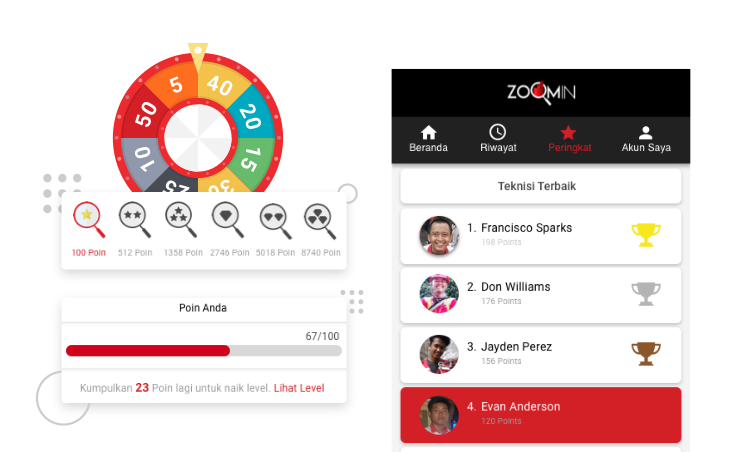 5
40
20
15
30
25
10
50
100 Poin
512 Poin
1358 Poin
2746 Poin
5018 Poin
8740 Poin
Poin Anda
67/100
Kumpulkan 23 Poin lagi untuk naik level. Lihat Level
ZOOMIN
Beranda
Riwayat
Peringkat
Akun Saya
Teknisi Terbaik
1. Francisco Sparks
198 Points
2. Don Williams
176 Points
3. Jayden Perez
156 Points
4. Evan Anderson
120 Points